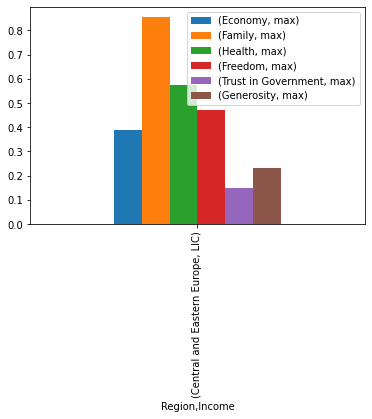 (Economy, max)
(Family, max)
(Health, max)
(Freedom, max)
(Trust in Government, max)
(Generosity, max)
0.8
0.7
0.6
0.5
0.4
0.3
0.2
0.1
0.0
(Central and Eastern Europe, LIC)
Region,Income